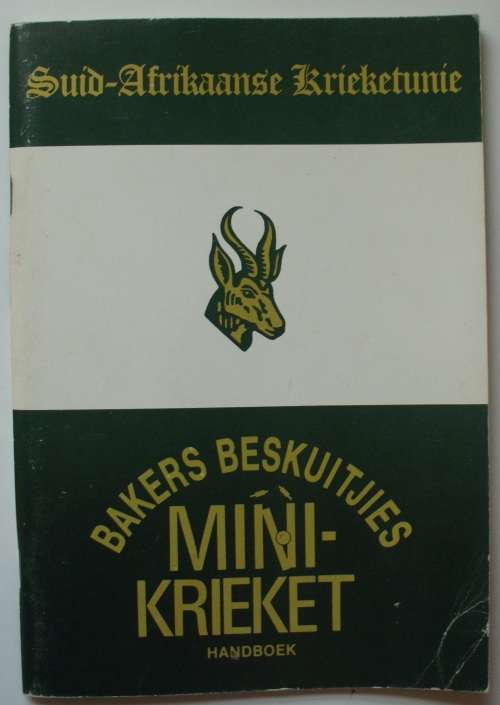 Suid-Afrikaanse Krieketunie
BAKERS BESKUITJIES
MINI-
KRIEKET
HANDBOEK